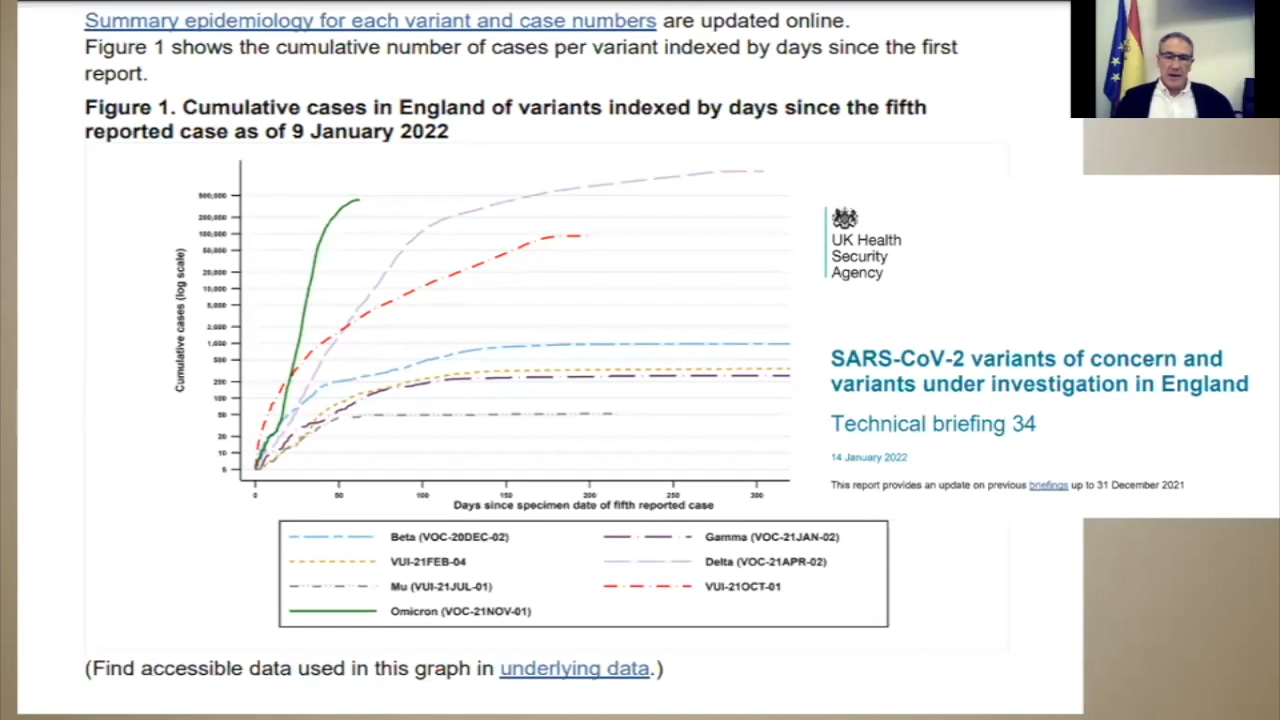 Summary epidemiology for each variant and case numbers are updated online.
Figure 1 shows the cumulative number of cases per variant indexed by days since the first
report.
Figure 1. Cumulative cases in England of variants indexed by days since the fifth
reported case as of 9 January 2022
Cumulative cases (log scale)
500,000
200,000
100,000
50,000
20,000
10,000
5,000
2,000
1,000
500
200
100
50
20
10
5
0 50 100 150 200 250 300
Days since specimen date of fifth reported case
Beta (VOC-20DEC-02) Gamma (VOC-21JAN-02)
VUI-21FEB-04 Delta (VOC-21APR-02)
Mu (VUI-21JUL-01) VUI-21OCT-01
Omicron (VOC-21NOV-01)
(Find accessible data used in this graph in underlying data.)
UK Health
Security
Agency
SARS-CoV-2 variants of concern and
variants under investigation in England
Technical briefing 34
14 January 2022
This report provides an update on previous briefings up to 31 December 2021